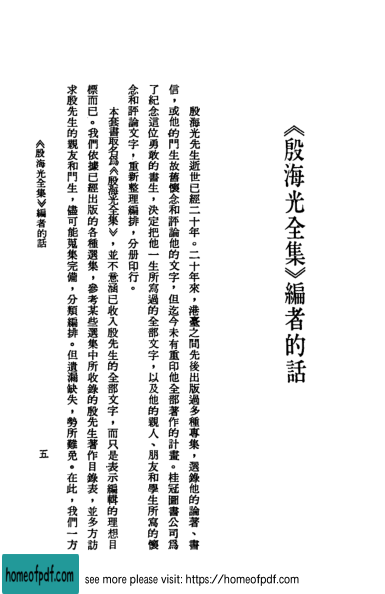 《殷海光全集》編者的話
殷海光先生逝世已經二十年。二十年來，港臺之間先後出版過多種專集，選錄他的論著、書
信，或他的門生故舊懷念和評論他的文字，但迄今未有重印他全部著作的計畫。桂冠圖書公司爲
了紀念這位勇敢的書生，決定把他一生所寫過的全部文字，以及他的親人、朋友和學生所寫的懷
念和評論文字，重新整理編排，分册印行。
本套書取名爲《殷海光全集》，並不意涵已收入殷先生的全部文字，而只是表示編輯的理想目
標而已。我們依據已經出版的各種選集，參考某些選集中所收錄的殷先生著作目錄表，並多方訪
求殷先生的親友和門生，儘可能蒐集完備，分類編排。但遺漏缺失，勢所難免。在此，我們一方
《殷海光全集》編者的話
五
homeofpdf.com
see more please visit: https://homeofpdf.com